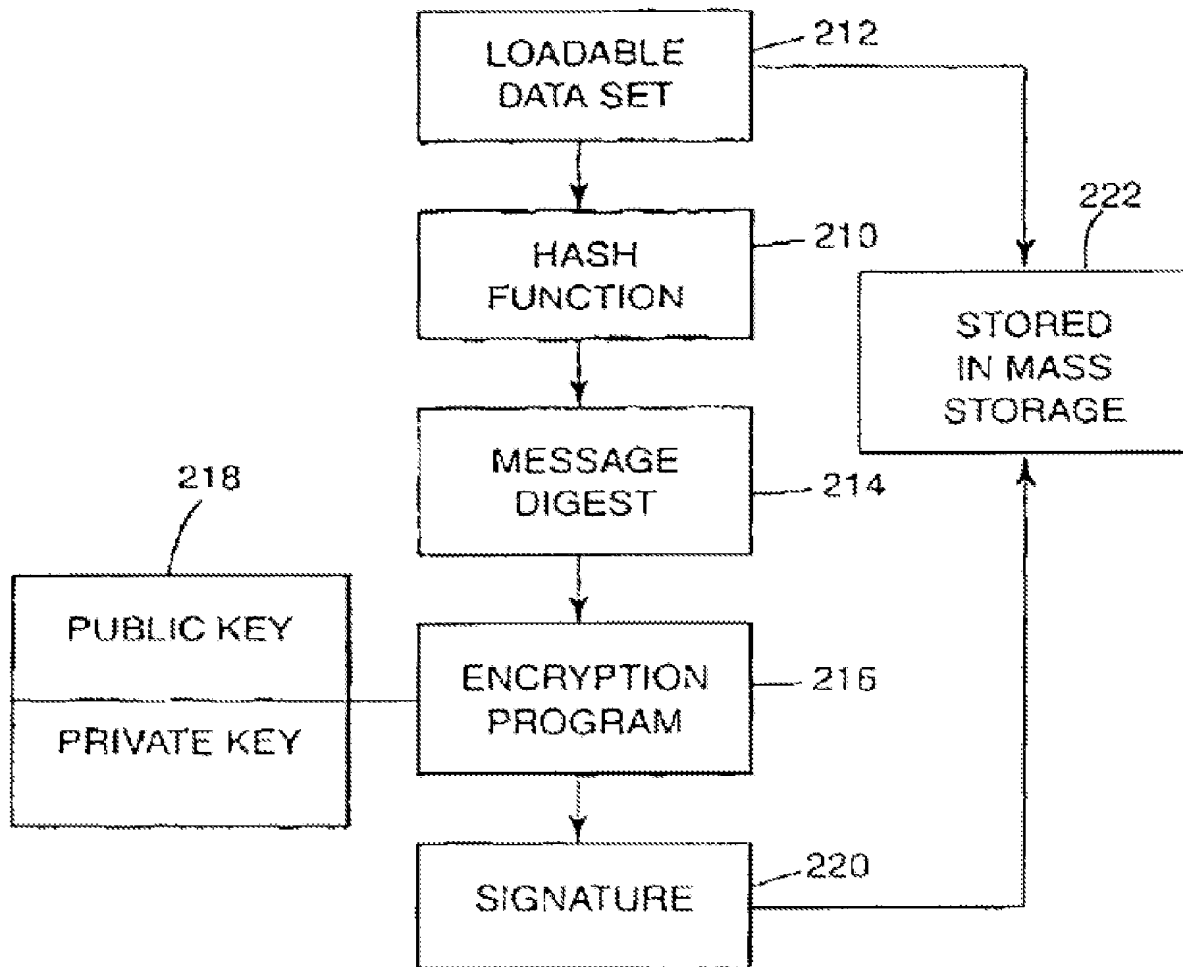 LOADABLE
DATA SET
212
HASH
FUNCTION
210
222
STORED
IN MASS
STORAGE
MESSAGE
DIGEST
214
218
PUBLIC KEY
PRIVATE KEY
ENCRYPTION
PROGRAM
216
SIGNATURE
220